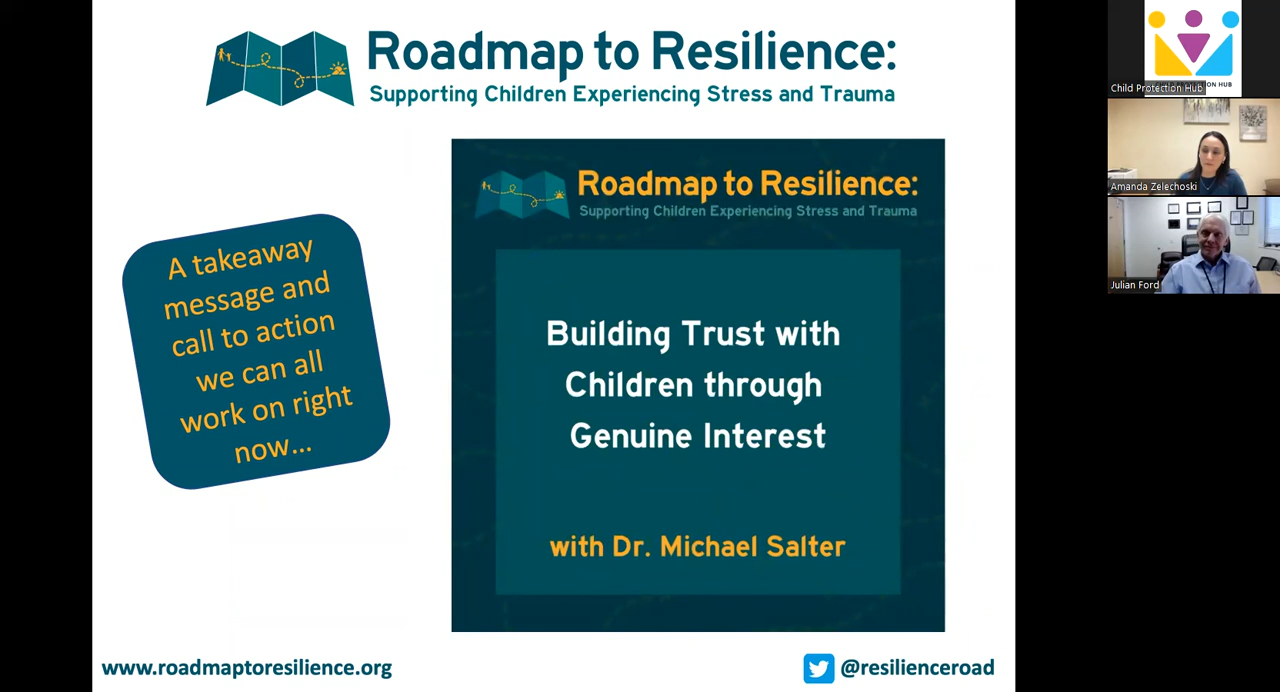 Roadmap to Resilience:
Supporting Children Experiencing Stress and Trauma
A takeaway
message and
call to action
we can all
work on right
now...
Roadmap to Resilience:
Supporting Children Experiencing Stress and Trauma
Building Trust with
Children through
Genuine Interest
with Dr. Michael Salter
www.roadmaptoresilience.org
@resilienceroad
Child Protection Hub
Amanda Zelechoski
Julian Ford